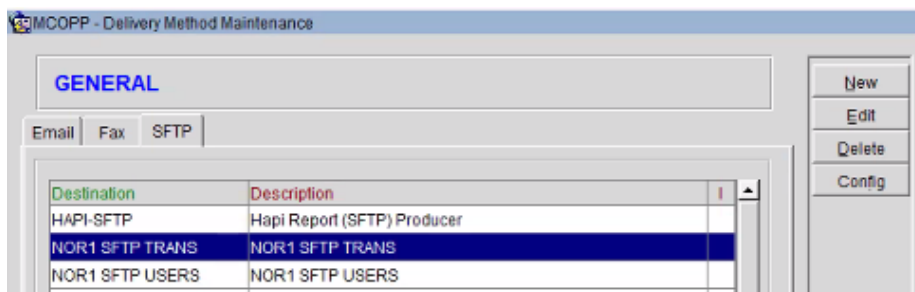 MCOPP - Delivery Method Maintenance
GENERAL
New
Edit
Delete
Config
Email Fax SFTP
Destination Description I
HAPI-SFTP Hapi Report (SFTP) Producer
NOR1 SFTP TRANS NOR1 SFTP TRANS
NOR1 SFTP USERS NOR1 SFTP USERS